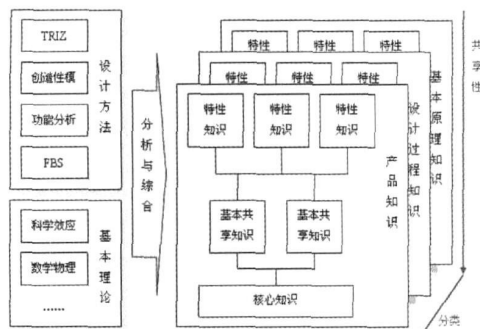 TRIZ
创造性模
功能分析
FBS
设计方法
科学效应
数学物理
......
基本理论
分析与综合
特性
特性
特性
基本原理知识
特性
特性
特性
设计过程知识
特性
知识
特性
知识
特性
知识
产品知识
基本共
享知识
基本共
享知识
核心知识
共享性
分类